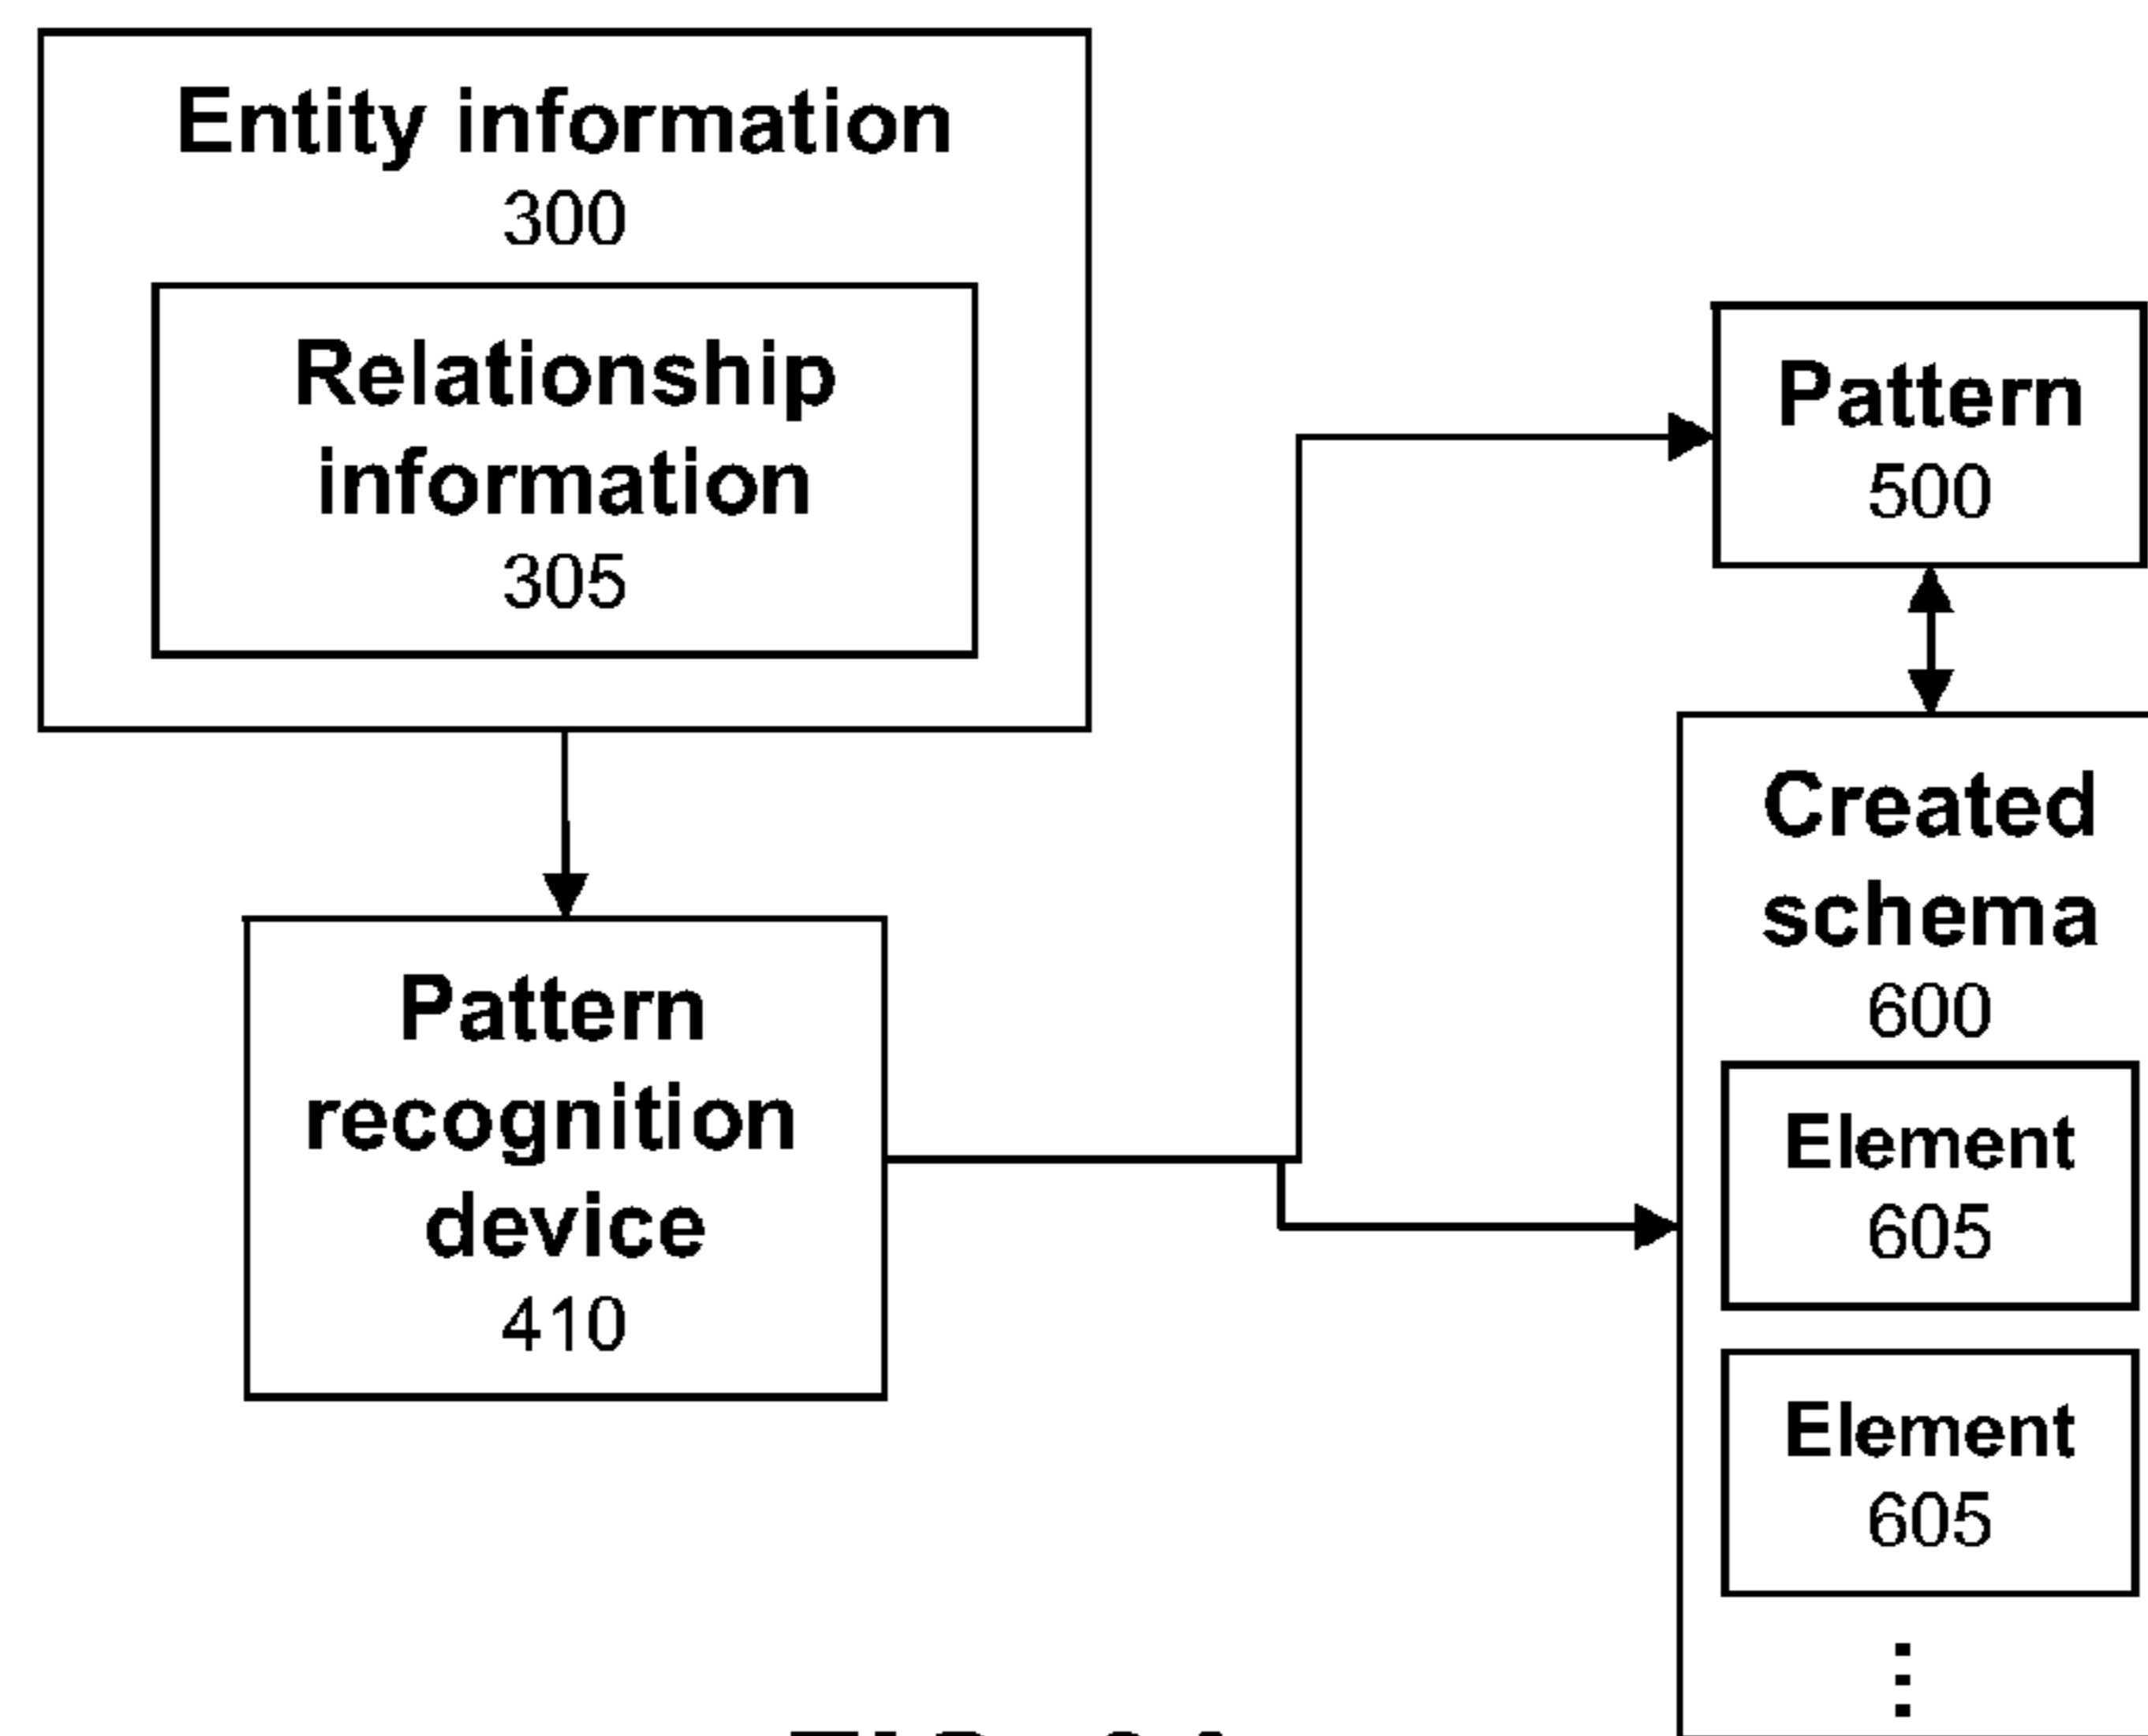 Entity information
300
Relationship
information
305
Pattern
recognition
device
410
Pattern
500
Created
schema
600
Element
605
Element
605